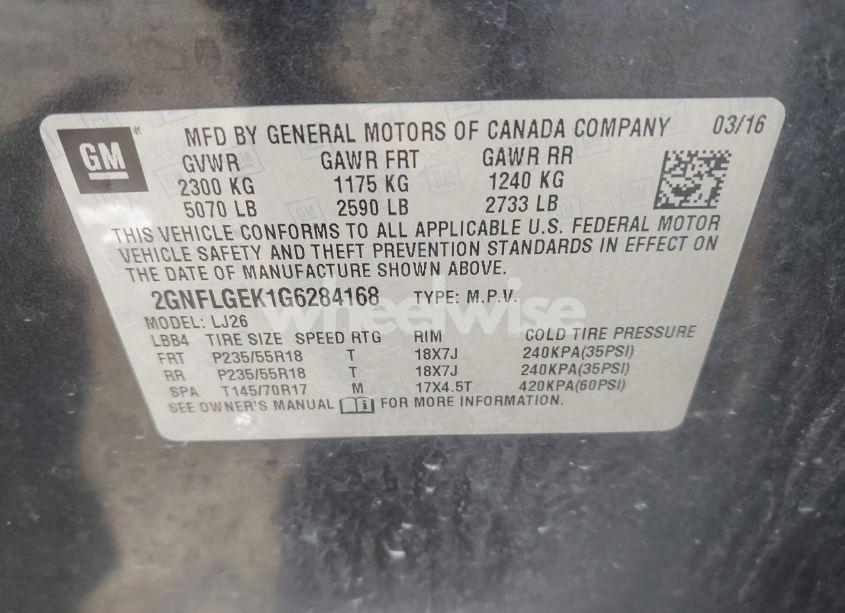 GM ® MFD BY GENERAL MOTORS OF CANADA COMPANY 03/16
GVWR GAWR FRT GAWR RR
2300 KG 1175 KG 1240 KG
5070 LB 2590 LB 2733 LB
THIS VEHICLE CONFORMS TO ALL APPLICABLE U.S. FEDERAL MOTOR
VEHICLE SAFETY AND THEFT PREVENTION STANDARDS IN EFFECT ON
THE DATE OF MANUFACTURE SHOWN ABOVE.
2GNFLGEK1G6284168 TYPE: M.P.V.
wheelwise
MODEL: LJ26
LBB4 TIRE SIZE SPEED RTG RIM COLD TIRE PRESSURE
FRT P235/55R18 T 18X7J 240KPA(35PSI)
RR P235/55R18 T 18X7J 240KPA(35PSI)
SPA T145/70R17 M 17X4.5T 420KPA(60PSI)
SEE OWNER'S MANUAL i FOR MORE INFORMATION.